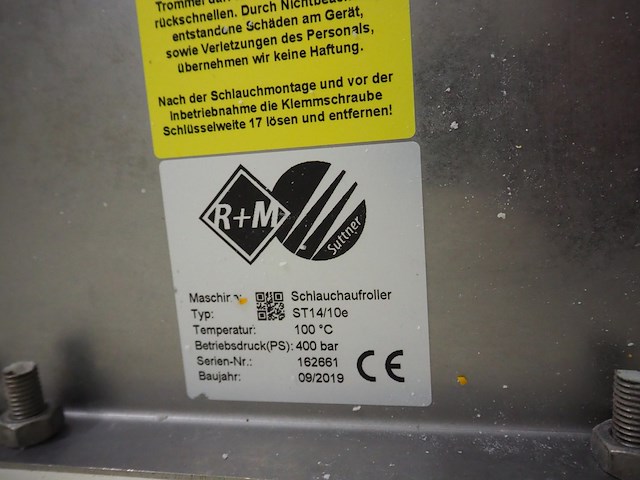 Trommel
rückschnellen. Durch
entstandene Schäden am Gerät,
sowie Verletzungen des Personals,
übernehmen wir keine Haftung.
Nach der Schlauchmontage und vor der
Inbetriebnahme die Klemmschraube
Schlüsselweite 17 lösen und entfernen!
R+M
Suttner
Maschine: Schlauchaufroller
Typ: ST14/10e
Temperatur: 100 °C
Betriebsdruck(PS): 400 bar
Serien-Nr.: 162661
Baujahr: 09/2019
CE